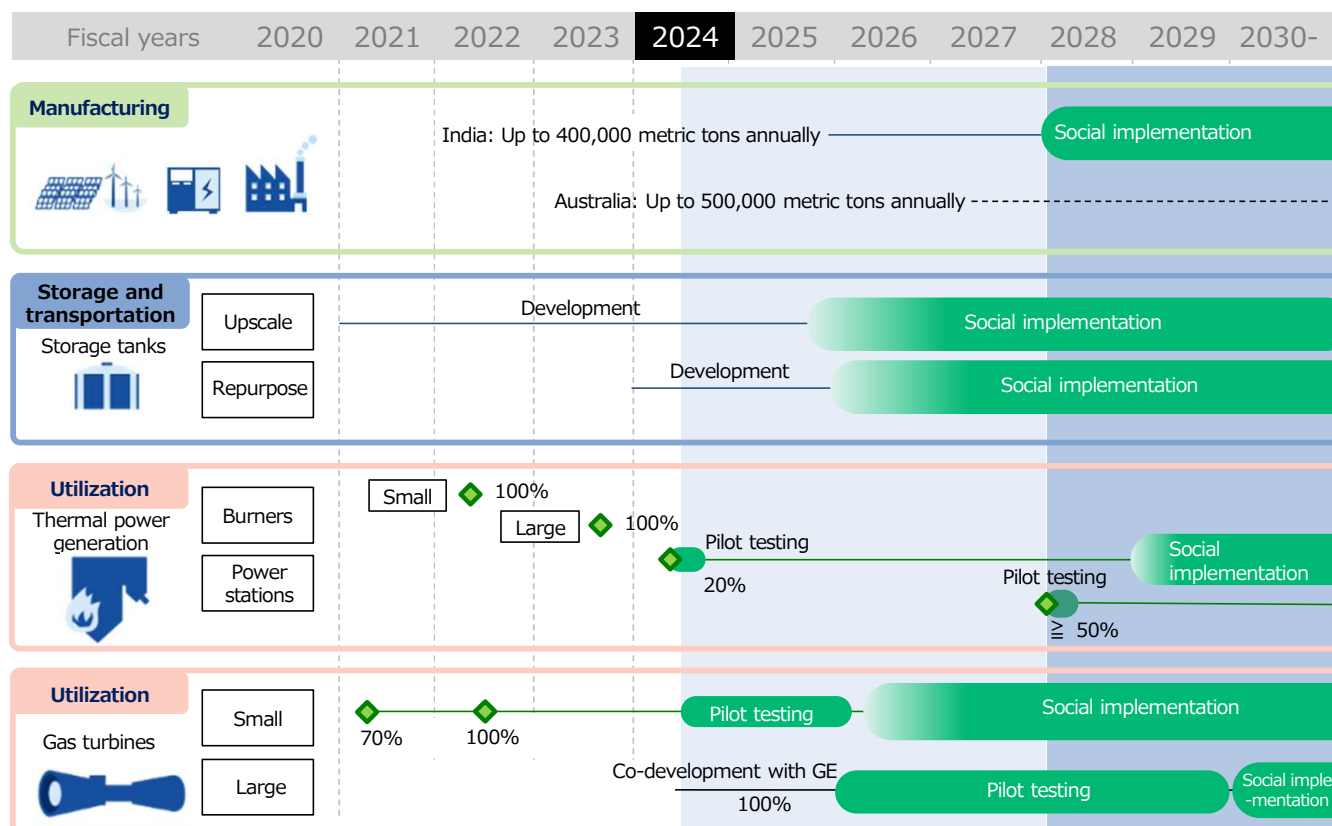 Fiscal years 2020 2021 2022 2023 2024 2025 2026 2027 2028 2029 2030-
Manufacturing
India: Up to 400,000 metric tons annually
Social implementation
Australia: Up to 500,000 metric tons annually
Storage and
transportation
Storage tanks
Upscale
Development
Social implementation
Repurpose
Development
Social implementation
Utilization
Thermal power
generation
Burners
Small
100%
Large
100%
Power
stations
Pilot testing
20%
Social
implementation
Pilot testing
≧ 50%
Utilization
Gas turbines
Small
70%
100%
Pilot testing
Social implementation
Large
Co-development with GE
100%
Pilot testing
Social imple
-mentation